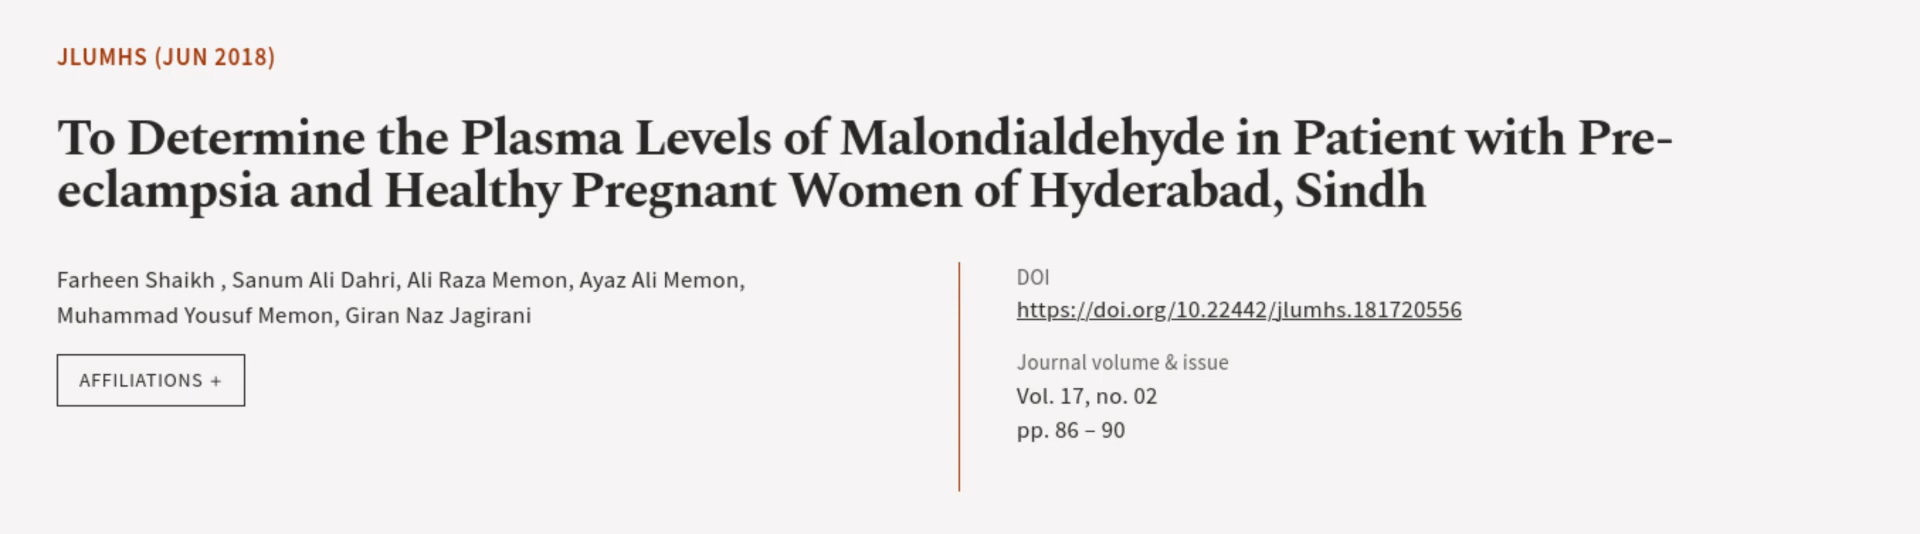 JLUMHS (JUN 2018)
To Determine the Plasma Levels of Malondialdehyde in Patient with Pre-
eclampsia and Healthy Pregnant Women of Hyderabad, Sindh
Farheen Shaikh , Sanum Ali Dahri, Ali Raza Memon, Ayaz Ali Memon,
Muhammad Yousuf Memon, Giran Naz Jagirani
AFFILIATIONS +
DOI
https://doi.org/10.22442/jlumhs.181720556
Journal volume & issue
Vol. 17, no. 02
pp. 86 – 90